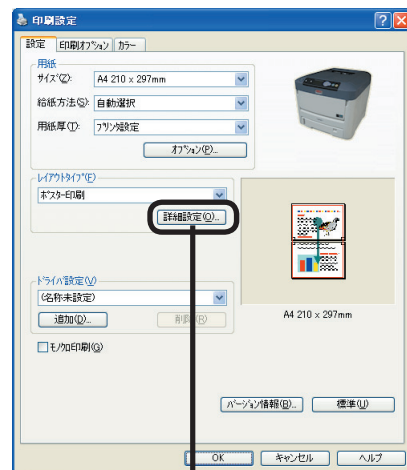 印刷設定
設定 印刷オプション カラー
用紙
サイズ(Z): A4 210 x 297mm
給紙方法(S): 自動選択
用紙厚(T): プリンタ設定
オプション(P)...
レイアウトタイプ(E)
ポスター印刷
詳細設定(O)...
ドライバ設定(V)
(名称未設定)
追加(D)... 削除(R)
A4 210 x 297mm
モノクロ印刷(G)
バージョン情報(B)... 標準(U)
OK キャンセル ヘルプ